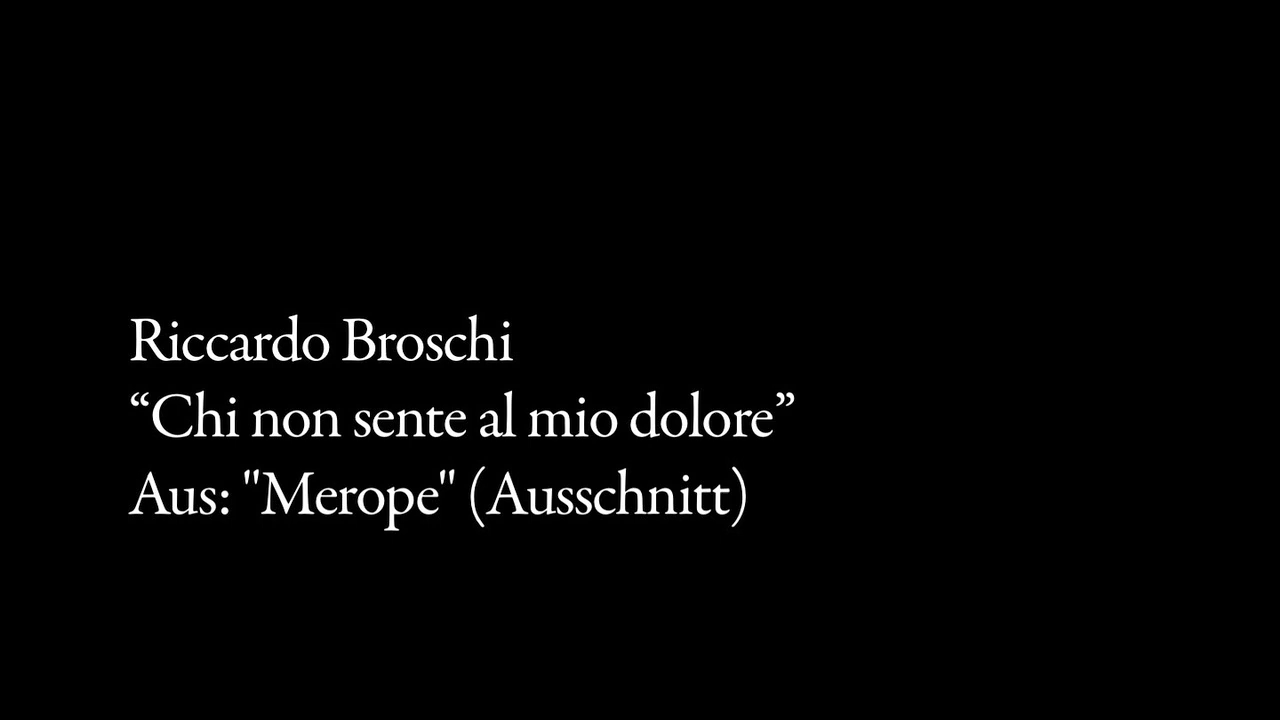 Riccardo Broschi
“Chi non sente al mio dolore”
Aus: "Merope" (Ausschnitt)